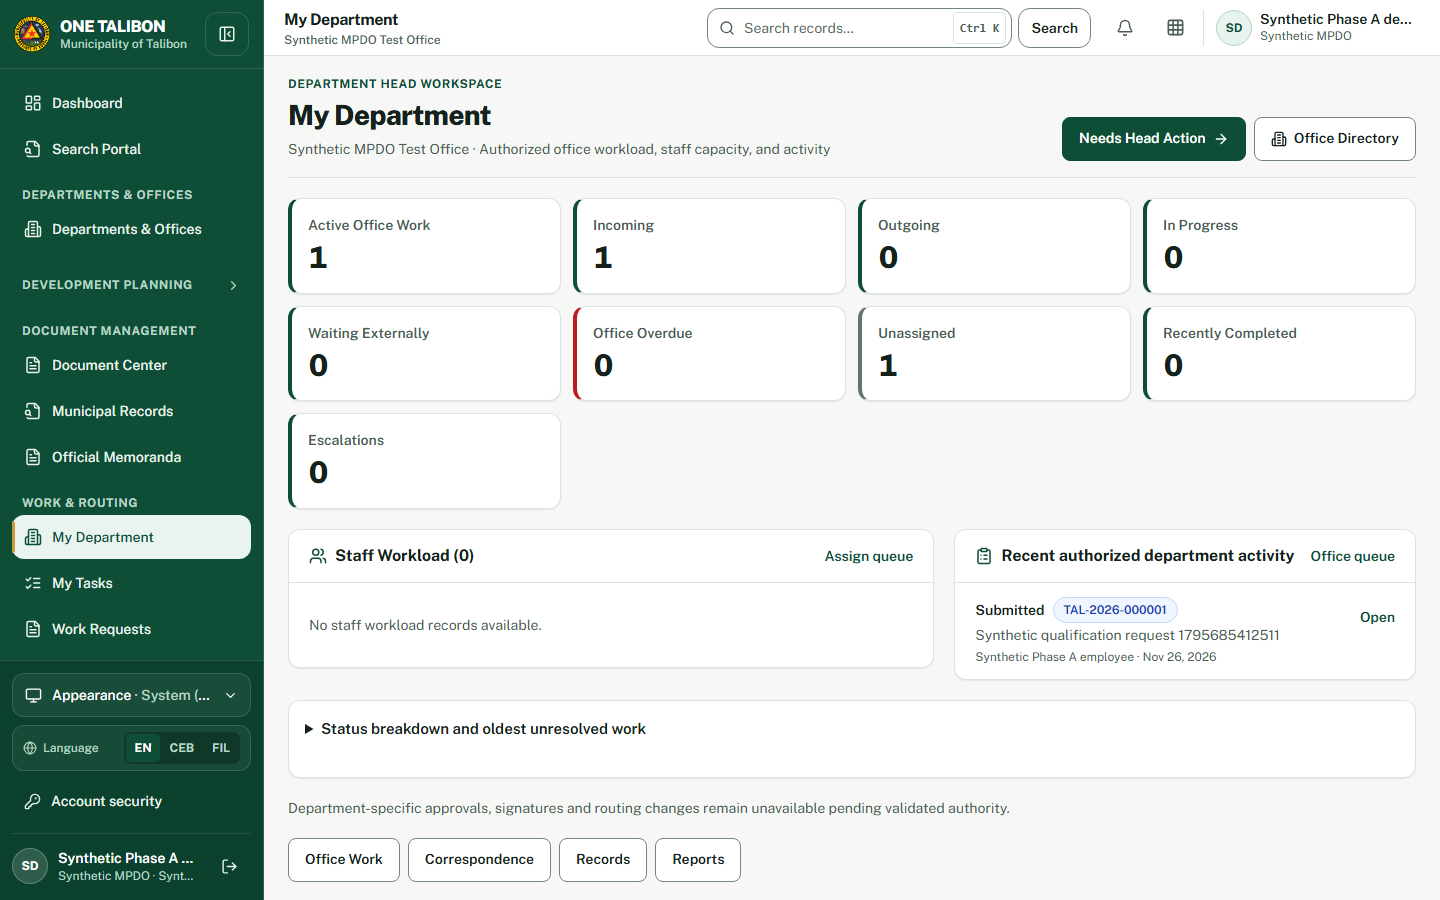 ONE TALIBON
Municipality of Talibon
Dashboard
Search Portal
DEPARTMENTS & OFFICES
Departments & Offices
DEVELOPMENT PLANNING
DOCUMENT MANAGEMENT
Document Center
Municipal Records
Official Memoranda
WORK & ROUTING
My Department
My Tasks
Work Requests
Appearance · System (...
Language EN CEB FIL
Account security
SD
Synthetic Phase A ...
Synthetic MPDO · Synt...
My Department
Synthetic MPDO Test Office
Search records...
Ctrl K
Search
SD
Synthetic Phase A de...
Synthetic MPDO
DEPARTMENT HEAD WORKSPACE
My Department
Synthetic MPDO Test Office · Authorized office workload, staff capacity, and activity
Needs Head Action
Office Directory
Active Office Work
1
Incoming
1
Outgoing
0
In Progress
0
Waiting Externally
0
Office Overdue
0
Unassigned
1
Recently Completed
0
Escalations
0
Staff Workload (0)
Assign queue
No staff workload records available.
Recent authorized department activity
Office queue
Submitted TAL-2026-000001
Synthetic qualification request 1795685412511
Synthetic Phase A employee · Nov 26, 2026
Open
Status breakdown and oldest unresolved work
Department-specific approvals, signatures and routing changes remain unavailable pending validated authority.
Office Work
Correspondence
Records
Reports